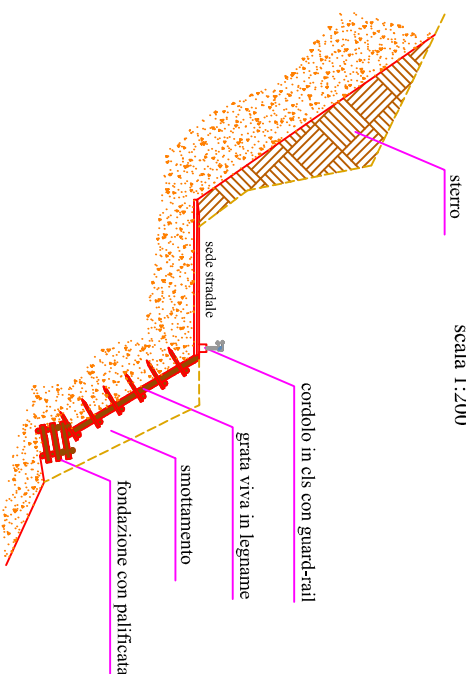 scala 1:200
sterro
sede stradale
cordolo in cls con guard-rail
grata viva in legname
smottamento
fondazione con palificata